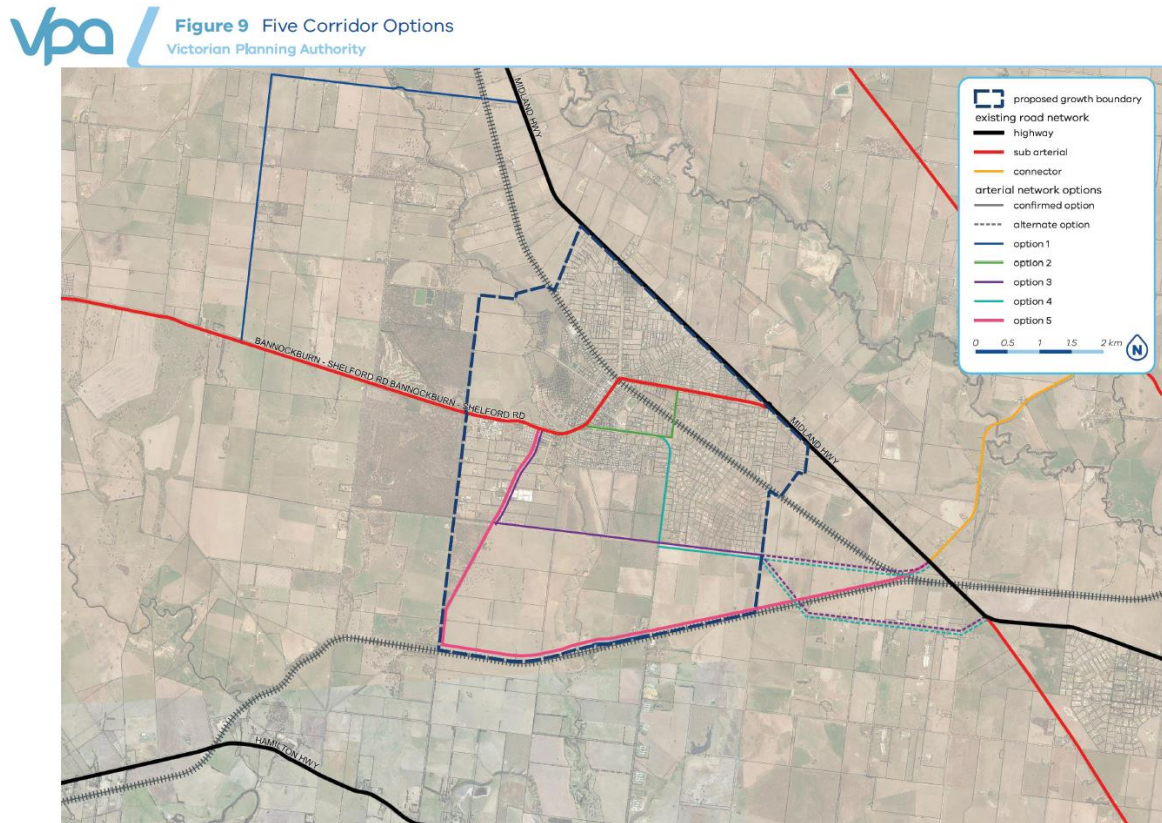 vpa
Figure 9 Five Corridor Options
Victorian Planning Authority
MIDLAND HWY
proposed growth boundary
existing road network
highway
sub arterial
connector
arterial network options
confirmed option
alternate option
option 1
option 2
option 3
option 4
option 5
0 0.5 1 1.5 2 km
N
BANNOCKBURN - SHELFORD RD BANNOCKBURN - SHELFORD RD
MIDLAND HWY
HAMILTON HWY